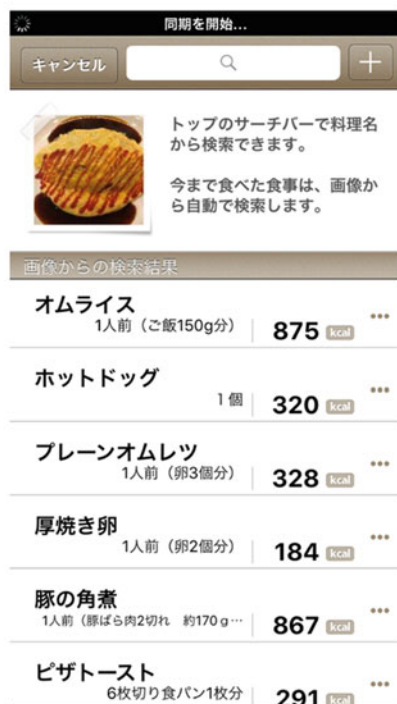 同期を開始...
キャンセル
トップのサーチバーで料理名
から検索できます。
今まで食べた食事は、画像か
ら自動で検索します。
画像からの検索結果
オムライス
1人前（ご飯150g分） 875 kcal
ホットドッグ
1個 320 kcal
プレーンオムレツ
1人前（卵3個分） 328 kcal
厚焼き卵
1人前（卵2個分） 184 kcal
豚の角煮
1人前（豚ばら肉2切れ　約170ｇ… 867 kcal
ピザトースト
6枚切り食パン1枚分 291 kcal